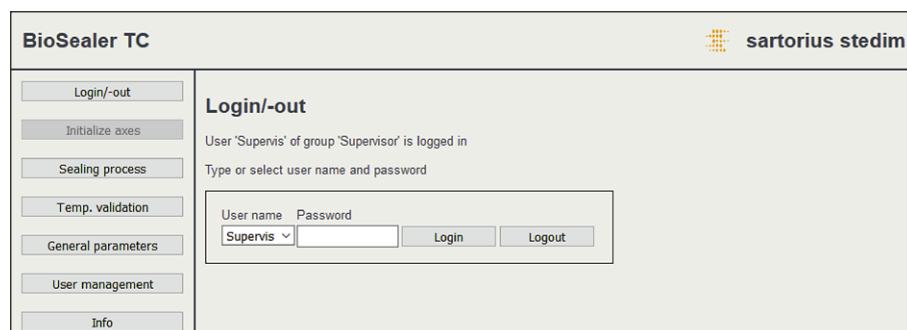 BioSealer TC
sartorius stedim
Login/-out
Initialize axes
Sealing process
Temp. validation
General parameters
User management
Info
Login/-out
User 'Supervis' of group 'Supervisor' is logged in
Type or select user name and password
User name Password
Supervis Login Logout